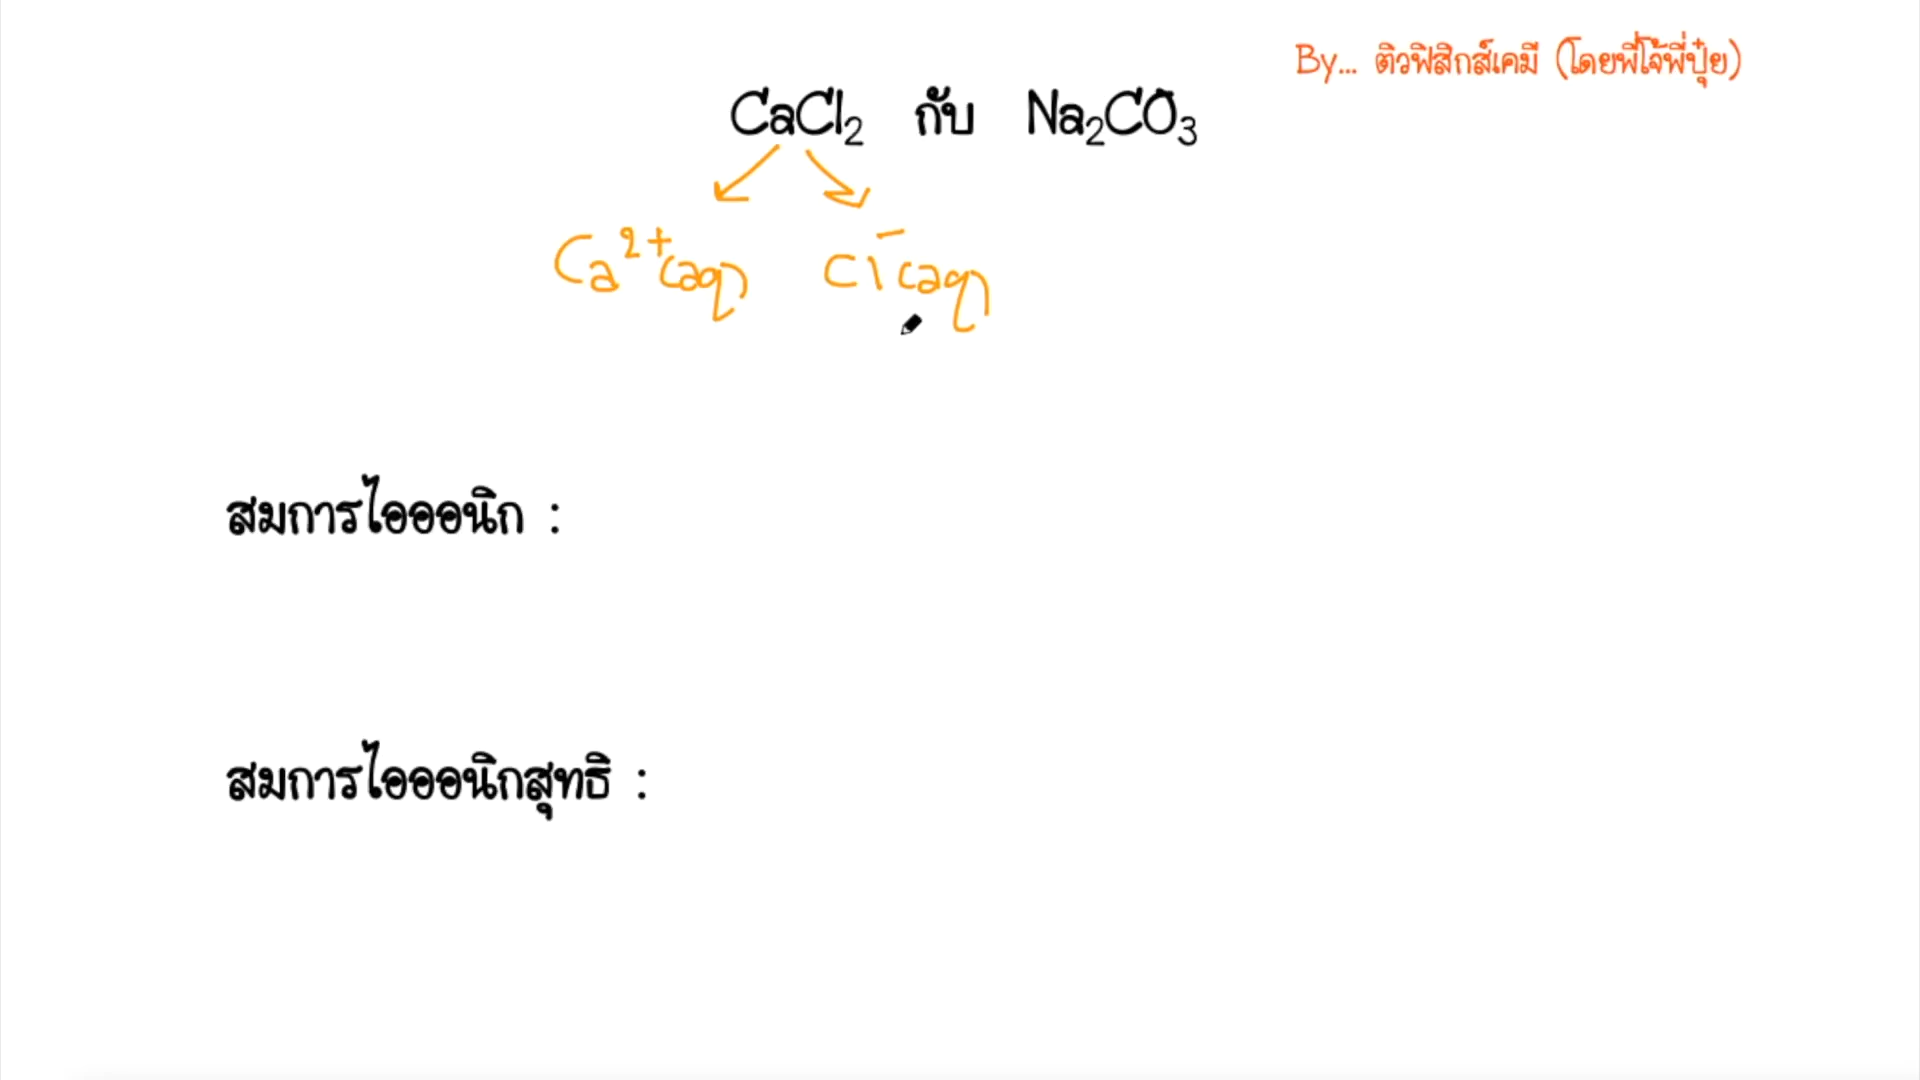 By... ติวฟิสิกส์เคมี (โดยพี่โจ้พี่ปุ๋ย)
CaCl₂ กับ Na₂CO₃
Ca²⁺(aq) Cl⁻(aq)
สมการไอออนิก :
สมการไอออนิกสุทธิ :